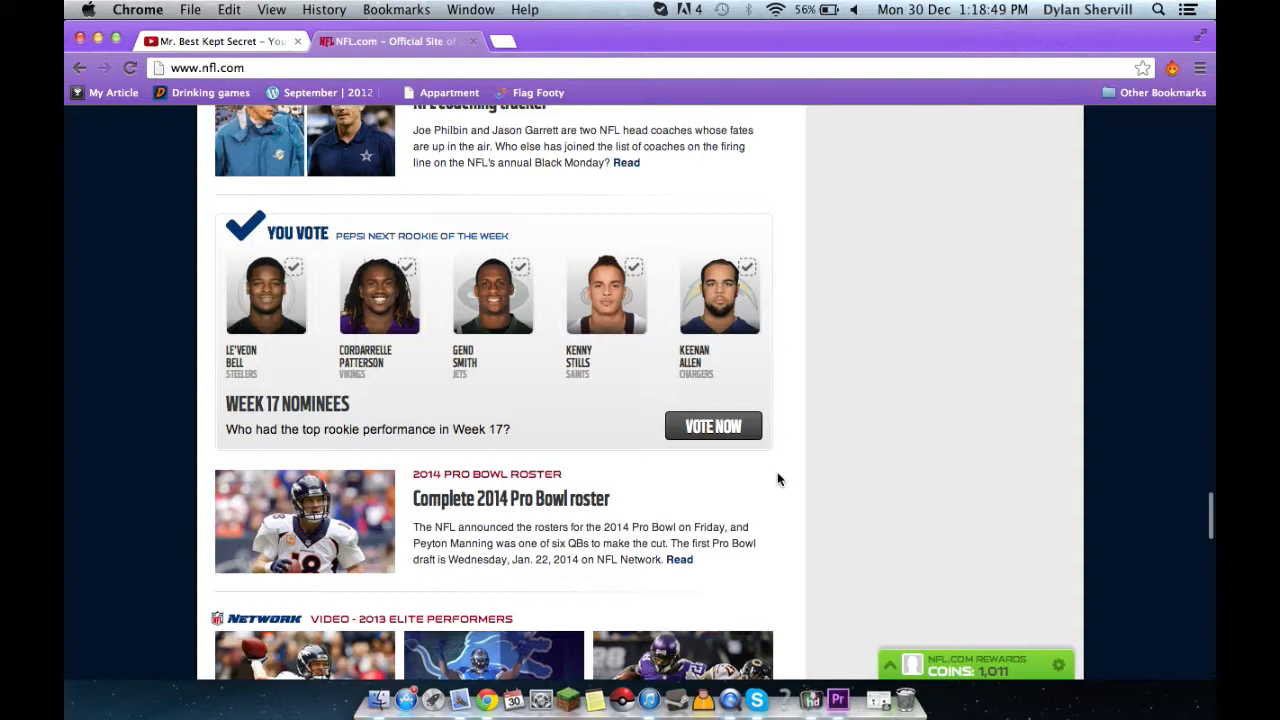 Chrome File Edit View History Bookmarks Window Help 4 56% Mon 30 Dec 1:18:49 PM Dylan Shervill
Mr. Best Kept Secret – You NFL.com – Official Site of
www.nfl.com
My Article Drinking games September | 2012 Appartment Flag Footy Other Bookmarks
NFL coaching tracker
Joe Philbin and Jason Garrett are two NFL head coaches whose fates
are up in the air. Who else has joined the list of coaches on the firing
line on the NFL's annual Black Monday? Read
YOU VOTE PEPSI NEXT ROOKIE OF THE WEEK
LE'VEON BELL STEELERS
CORDARRELLE PATTERSON VIKINGS
GENO SMITH JETS
KENNY STILLS SAINTS
KEENAN ALLEN CHARGERS
WEEK 17 NOMINEES
Who had the top rookie performance in Week 17?
VOTE NOW
2014 PRO BOWL ROSTER
Complete 2014 Pro Bowl roster
The NFL announced the rosters for the 2014 Pro Bowl on Friday, and
Peyton Manning was one of six QBs to make the cut. The first Pro Bowl
draft is Wednesday, Jan. 22, 2014 on NFL Network. Read
NFL NETWORK VIDEO - 2013 ELITE PERFORMERS
NFL.COM REWARDS
COINS: 1,011
30
Pr